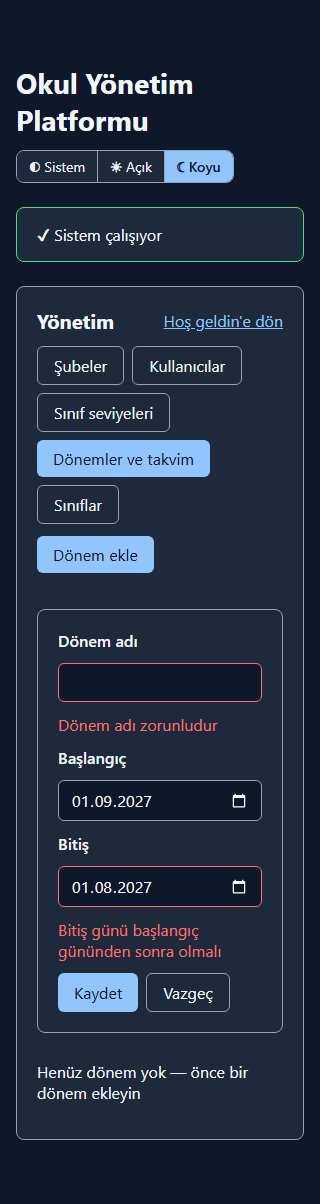 Okul Yönetim
Platformu
Sistem
Açık
Koyu
Sistem çalışıyor
Yönetim
Hoş geldin'e dön
Şubeler
Kullanıcılar
Sınıf seviyeleri
Dönemler ve takvim
Sınıflar
Dönem ekle
Dönem adı
Dönem adı zorunludur
Başlangıç
01.09.2027
Bitiş
01.08.2027
Bitiş günü başlangıç
gününden sonra olmalı
Kaydet
Vazgeç
Henüz dönem yok — önce bir
dönem ekleyin